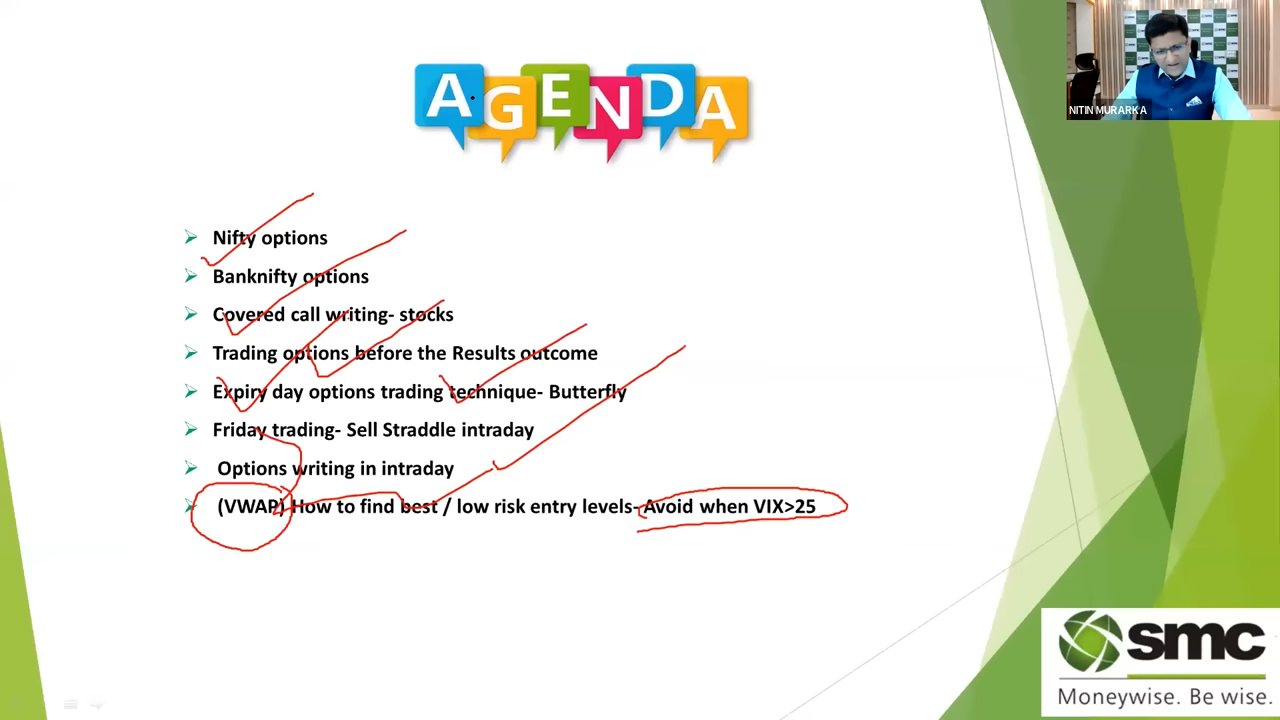 AGENDA
NITIN MURARKA
Nifty options
Banknifty options
Covered call writing- stocks
Trading options before the Results outcome
Expiry day options trading technique- Butterfly
Friday trading- Sell Straddle intraday
Options writing in intraday
(VWAP) How to find best / low risk entry levels- Avoid when VIX>25
smc
Moneywise. Be wise.